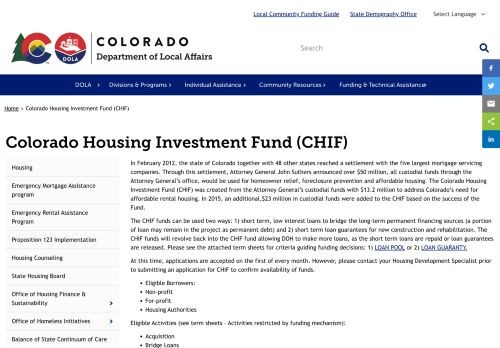 Local Community Funding Guide
State Demography Office
Select Language
COLORADO
Department of Local Affairs
DOLA
Search
DOLA
Divisions & Programs
Individual Assistance
Community Resources
Funding & Technical Assistance
Home > Colorado Housing Investment Fund (CHIF)
Colorado Housing Investment Fund (CHIF)
Housing
Emergency Mortgage Assistance
program
Emergency Rental Assistance
Program
Proposition 123 Implementation
Housing Counseling
State Housing Board
Office of Housing Finance &
Sustainability
Office of Homeless Initiatives
Balance of State Continuum of Care
In February 2012, the state of Colorado together with 48 other states reached a settlement with the five largest mortgage servicing
companies. Through this settlement, Attorney General John Suthers announced over $50 million, all custodial funds through the
Attorney General's office, would be used for homeowner relief, foreclosure prevention and affordable housing. The Colorado Housing
Investment Fund (CHIF) was created from the Attorney General's custodial funds with $13.2 million to address Colorado's need for
affordable rental housing. In 2015, an additional,$23 million in custodial funds were added to the CHIF based on the success of the
Fund.
The CHIF funds can be used two ways: 1) short term, low interest loans to bridge the long-term permanent financing sources (a portion
of loan may remain in the project as permanent debt) and 2) short term loan guarantees for new construction and rehabilitation. The
CHIF funds will revolve back into the CHIF fund allowing DOH to make more loans, as the short term loans are repaid or loan guarantees
are released. Please see the attached term sheets for criteria guiding funding decisions: 1) LOAN POOL or 2) LOAN GUARANTY.
At this time, applications are accepted on the first of every month. However, please contact your Housing Development Specialist prior
to submitting an application for CHIF to confirm availability of funds.
• Eligible Borrowers:
• Non-profit
• For-profit
• Housing Authorities
Eligible Activities (see term sheets - Activities restricted by funding mechanism):
• Acquisition
• Bridge Loans